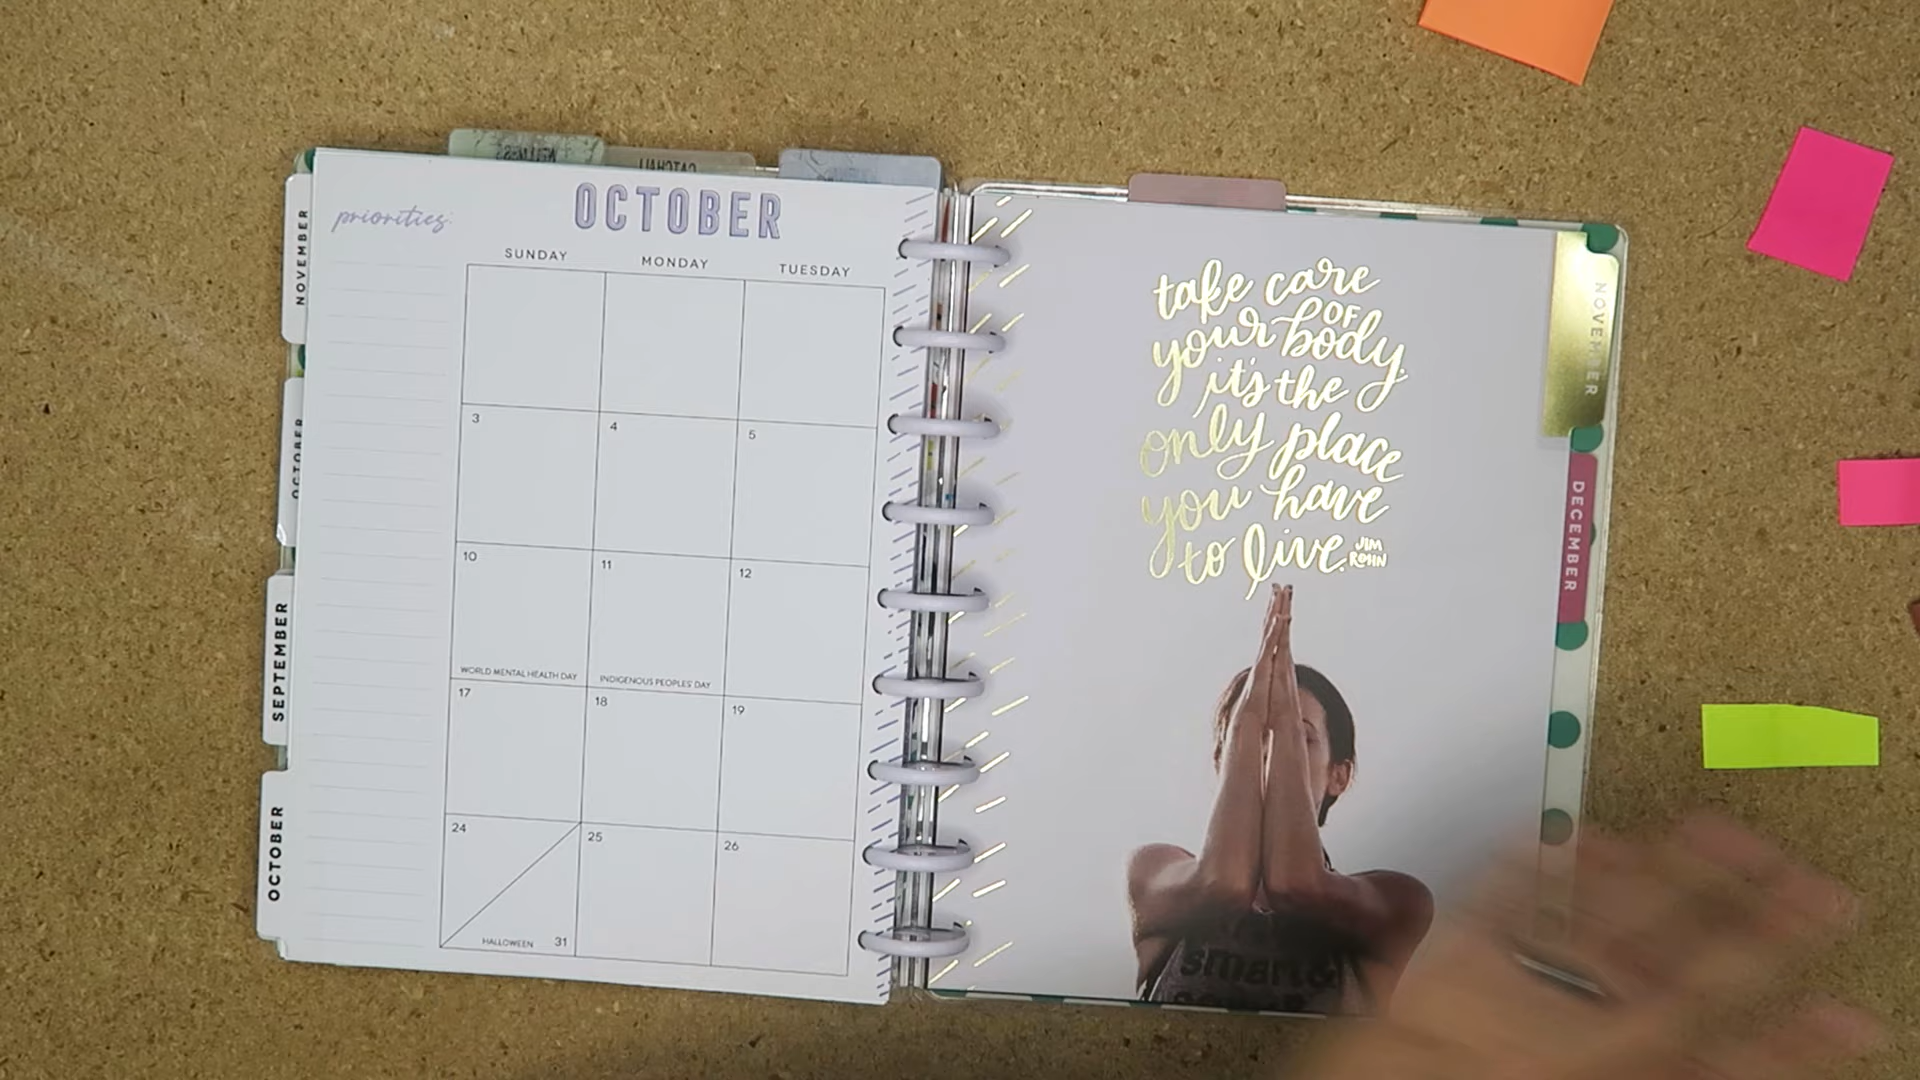 NOVEMBER
OCTOBER
SEPTEMBER
OCTOBER
priorities:
OCTOBER
SUNDAY MONDAY TUESDAY
3 4 5
10 11 12
WORLD MENTAL HEALTH DAY INDIGENOUS PEOPLES' DAY
17 18 19
24 25 26
HALLOWEEN 31
take care
OF
your body.
it's the
only place
you have
to live.
JIM
ROHN
smart &
NOVEMBER
DECEMBER